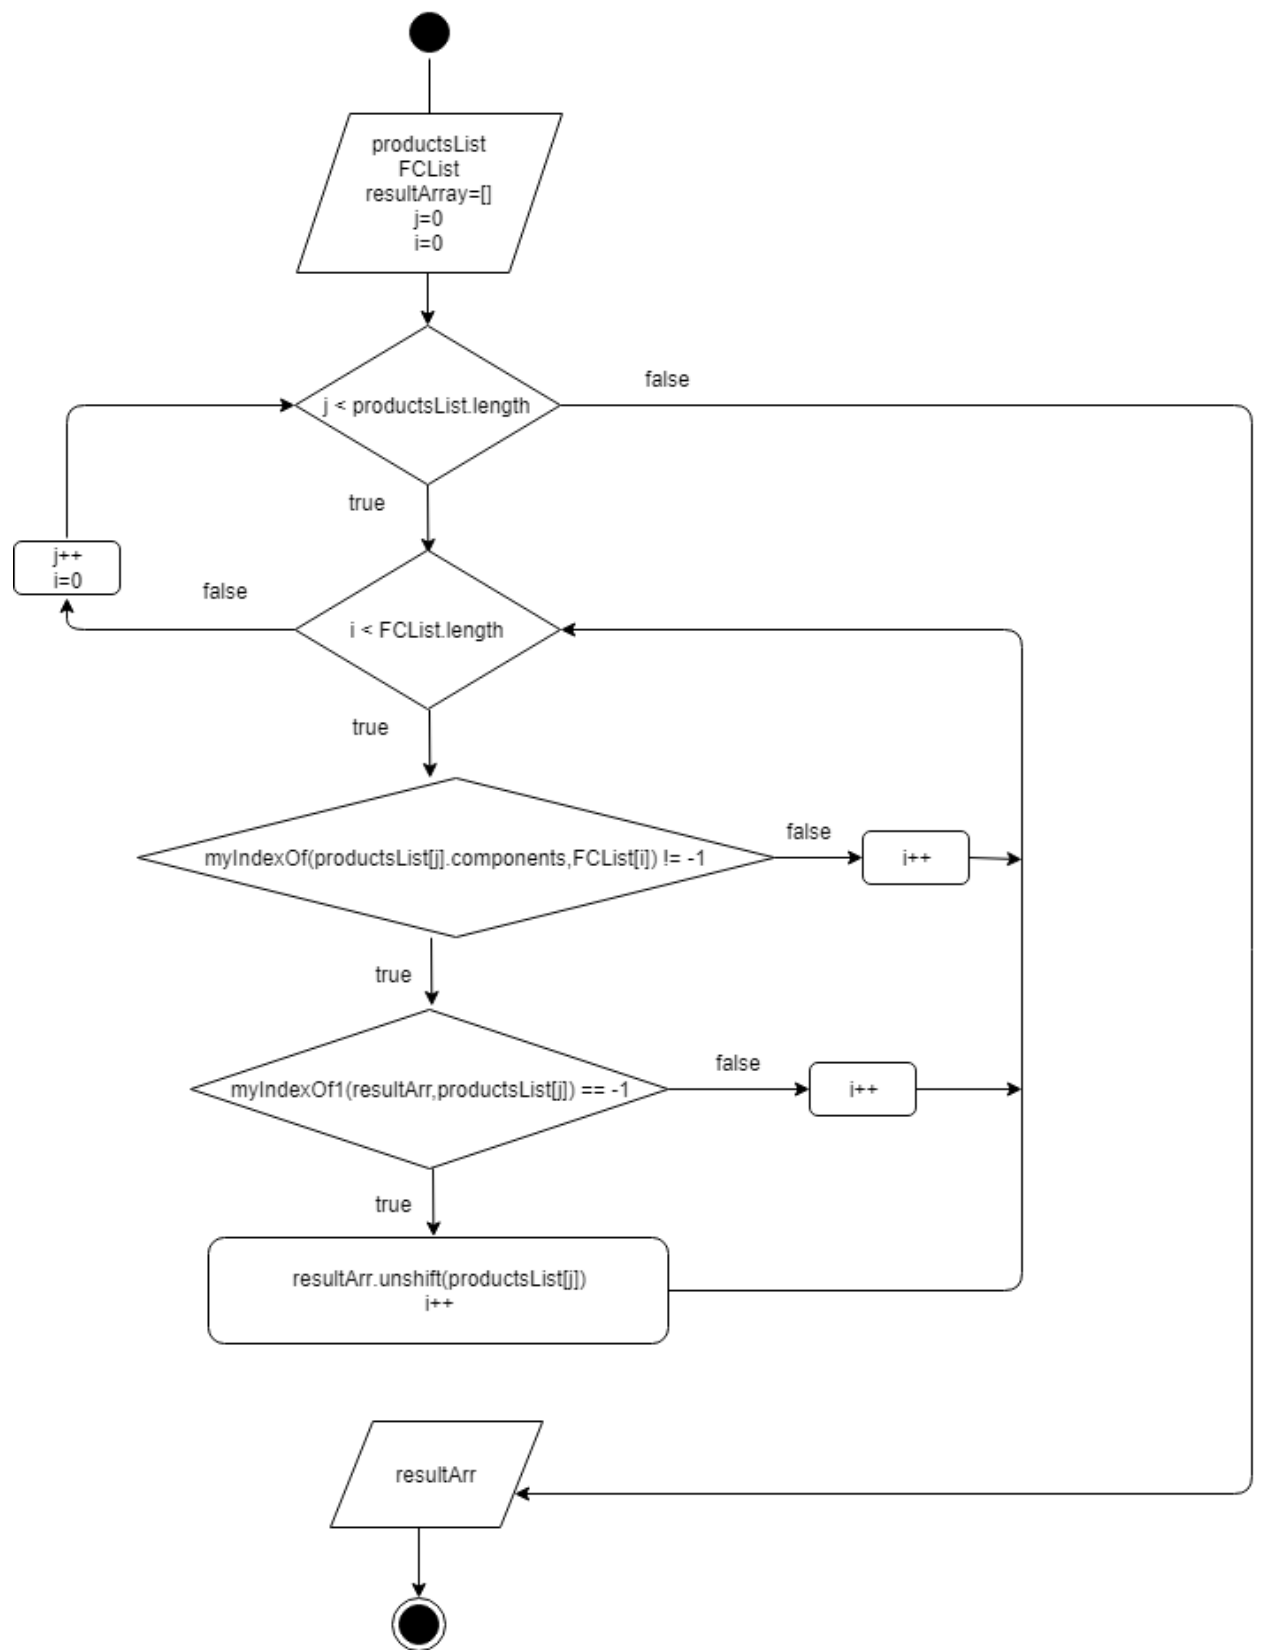 productsList
FCList
resultArray=[]
j=0
i=0
j < productsList.length
false
true
j++
i=0
false
i < FCList.length
true
myIndexOf(productsList[j].components,FCList[i]) != -1
false
i++
true
myIndexOf1(resultArr,productsList[j]) == -1
false
i++
true
resultArr.unshift(productsList[j])
i++
resultArr